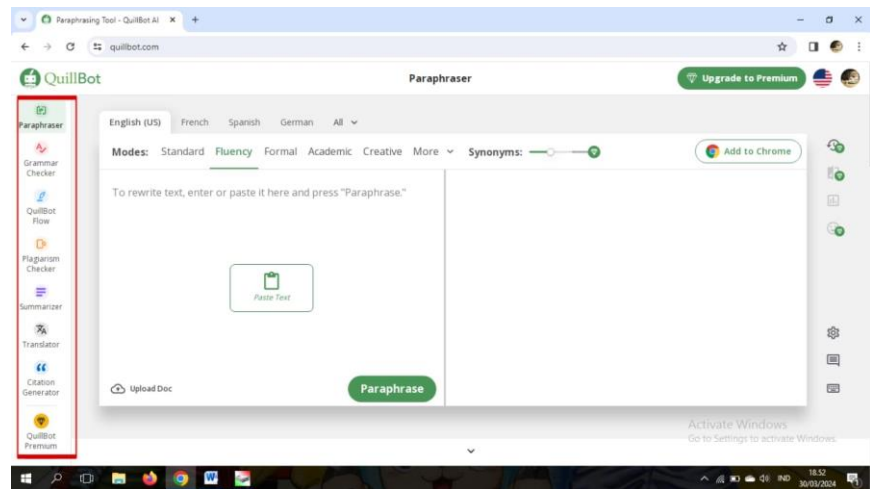 Paraphrasing Tool - QuillBot AI
quillbot.com
QuillBot
Paraphraser
Upgrade to Premium
Paraphraser
Grammar
Checker
QuillBot
Flow
Plagiarism
Checker
Summarizer
Translator
Citation
Generator
QuillBot
Premium
English (US) French Spanish German All
Modes: Standard Fluency Formal Academic Creative More Synonyms:
Add to Chrome
To rewrite text, enter or paste it here and press "Paraphrase."
Paste Text
Upload Doc
Paraphrase
Activate Windows
Go to Settings to activate Windows.
IND
18.52
30/03/2024